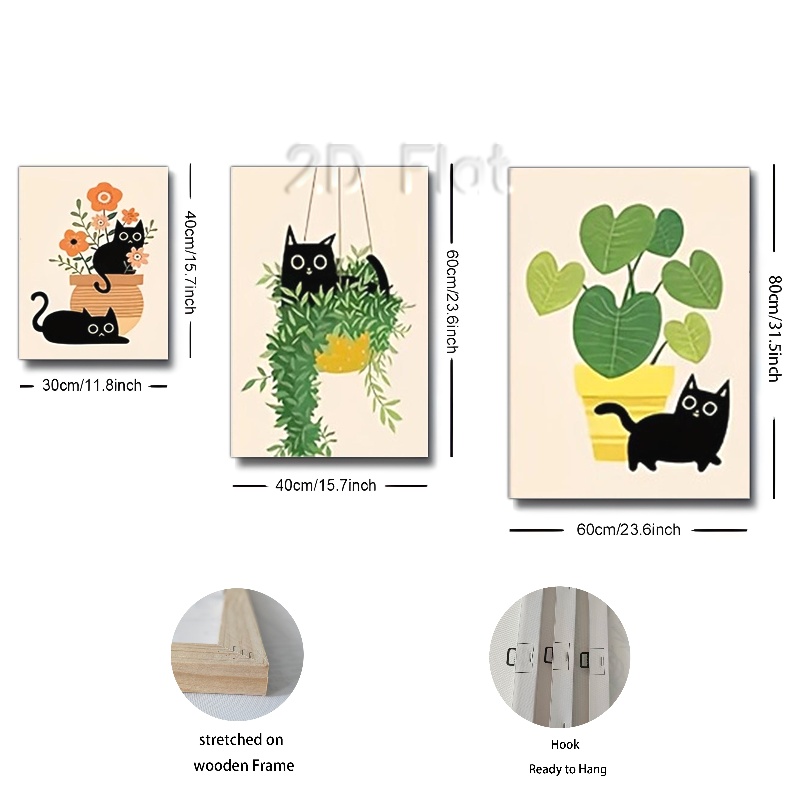 2D Flat
40cm/15.7inch
30cm/11.8inch
60cm/23.6inch
40cm/15.7inch
80cm/31.5inch
60cm/23.6inch
stretched on
wooden Frame
Hook
Ready to Hang